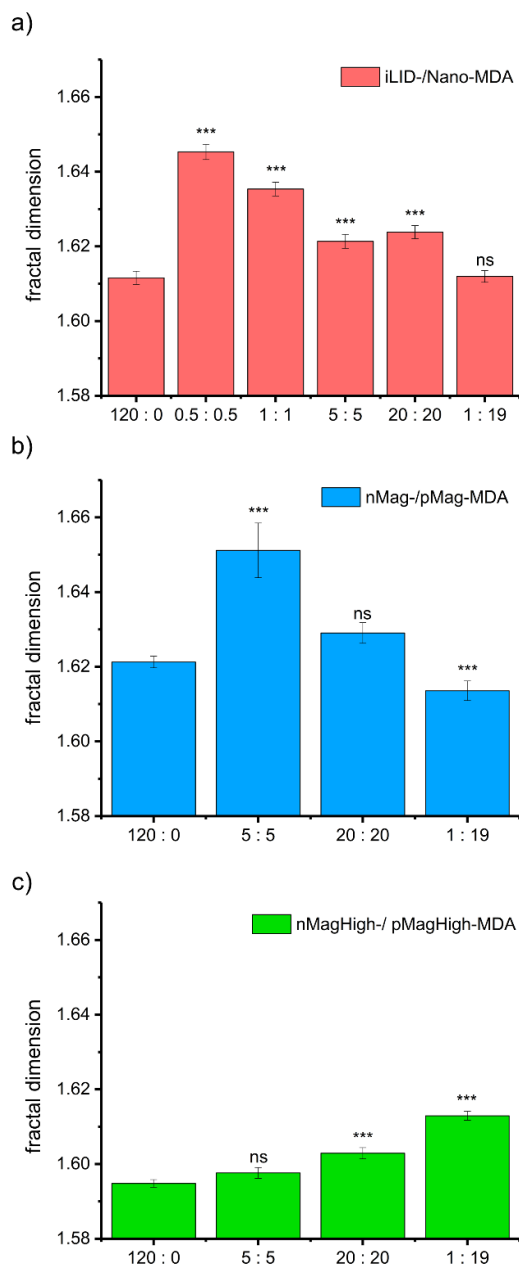 a)
iLID-/Nano-MDA
fractal dimension
1.66
1.64
1.62
1.60
1.58
***
***
***
***
ns
120 : 0 0.5 : 0.5 1 : 1 5 : 5 20 : 20 1 : 19
b)
nMag-/pMag-MDA
fractal dimension
1.66
1.64
1.62
1.60
1.58
***
ns
***
120 : 0 5 : 5 20 : 20 1 : 19
c)
nMagHigh-/ pMagHigh-MDA
fractal dimension
1.66
1.64
1.62
1.60
1.58
ns
***
***
120 : 0 5 : 5 20 : 20 1 : 19